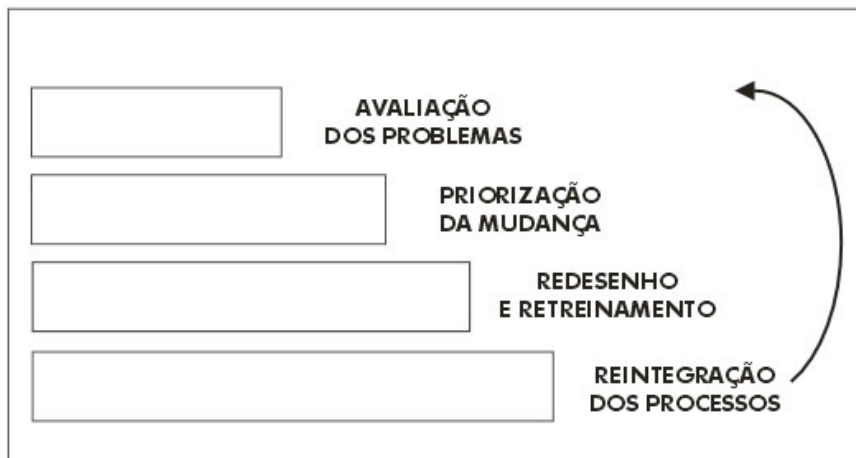 AVALIAÇÃO
DOS PROBLEMAS
PRIORIZAÇÃO
DA MUDANÇA
REDESENHO
E RETREINAMENTO
REINTEGRAÇÃO
DOS PROCESSOS